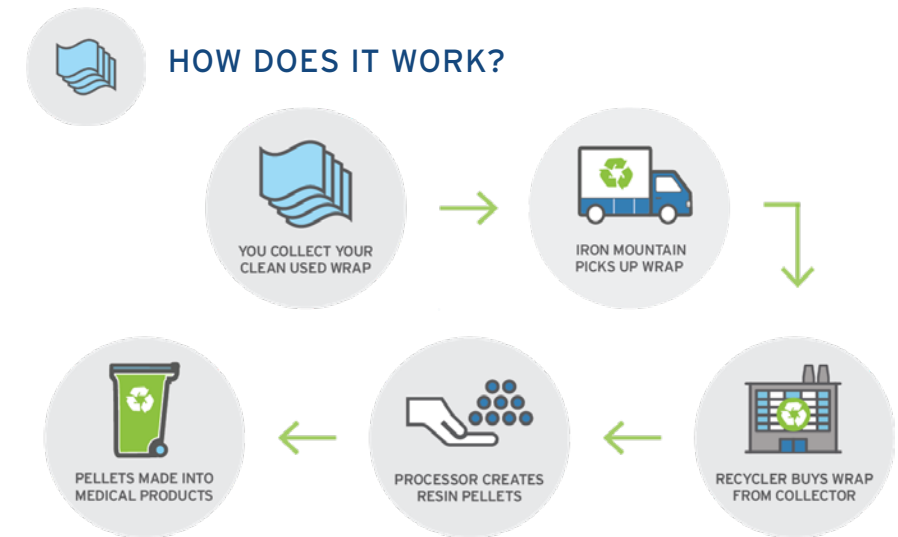 HOW DOES IT WORK?
YOU COLLECT YOUR
CLEAN USED WRAP
IRON MOUNTAIN
PICKS UP WRAP
RECYCLER BUYS WRAP
FROM COLLECTOR
PROCESSOR CREATES
RESIN PELLETS
PELLETS MADE INTO
MEDICAL PRODUCTS